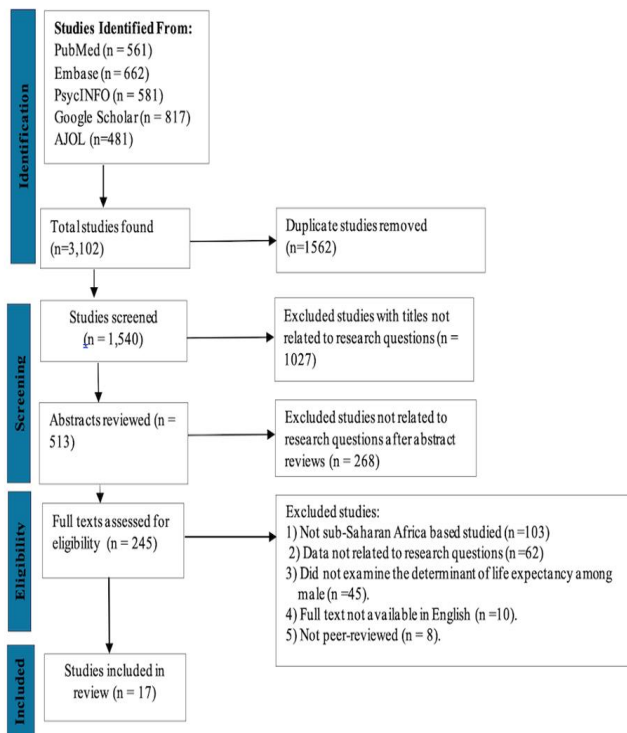 Identification
Studies Identified From:
PubMed (n = 561)
Embase (n = 662)
PsycINFO (n = 581)
Google Scholar (n = 817)
AJOL (n=481)
Total studies found
(n=3,102)
Duplicate studies removed
(n=1562)
Screening
Studies screened
(n = 1,540)
Excluded studies with titles not
related to research questions (n =
1027)
Abstracts reviewed (n =
513)
Excluded studies not related to
research questions after abstract
reviews (n = 268)
Eligibility
Full texts assessed for
eligibility (n = 245)
Excluded studies:
1) Not sub-Saharan Africa based studied (n =103)
2) Data not related to research questions (n =62)
3) Did not examine the determinant of life expectancy among
male (n =45).
4) Full text not available in English (n =10).
5) Not peer-reviewed (n = 8).
Included
Studies included in
review (n = 17)